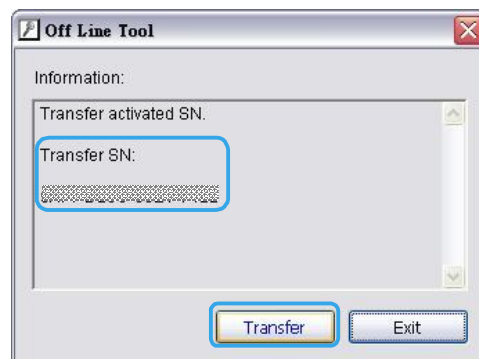 Off Line Tool
Information:
Transfer activated SN.
Transfer SN:
Transfer
Exit